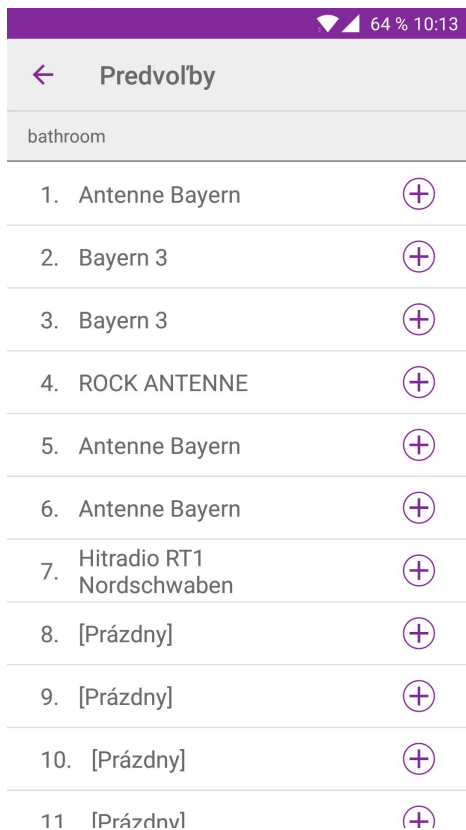 64 % 10:13
Predvoľby
bathroom
1. Antenne Bayern
2. Bayern 3
3. Bayern 3
4. ROCK ANTENNE
5. Antenne Bayern
6. Antenne Bayern
7. Hitradio RT1
Nordschwaben
8. [Prázdny]
9. [Prázdny]
10. [Prázdny]
11. [Prázdny]